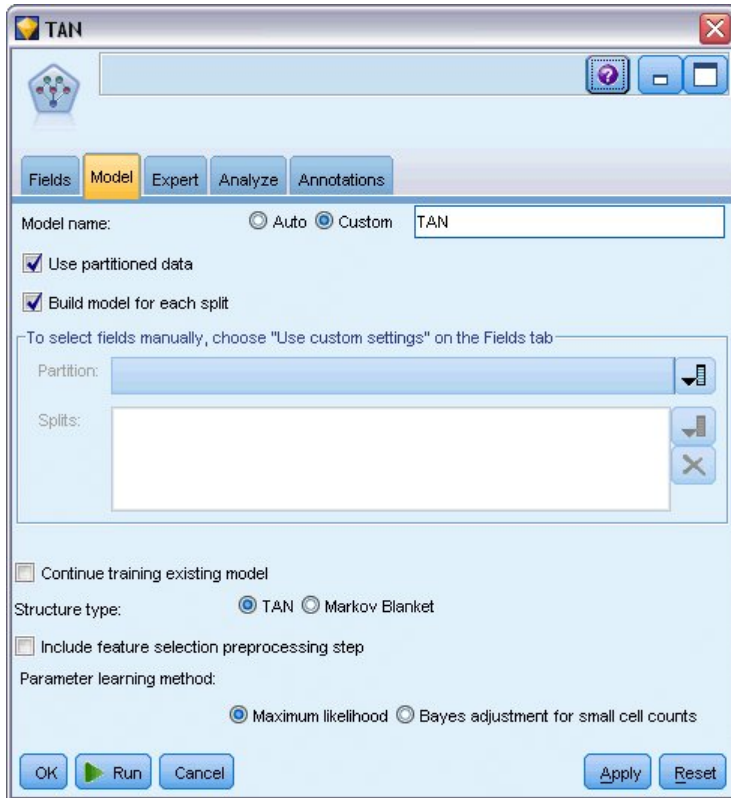 TAN
Fields Model Expert Analyze Annotations
Model name: Auto Custom TAN
Use partitioned data
Build model for each split
To select fields manually, choose "Use custom settings" on the Fields tab
Partition:
Splits:
Continue training existing model
Structure type: TAN Markov Blanket
Include feature selection preprocessing step
Parameter learning method:
Maximum likelihood Bayes adjustment for small cell counts
OK Run Cancel Apply Reset